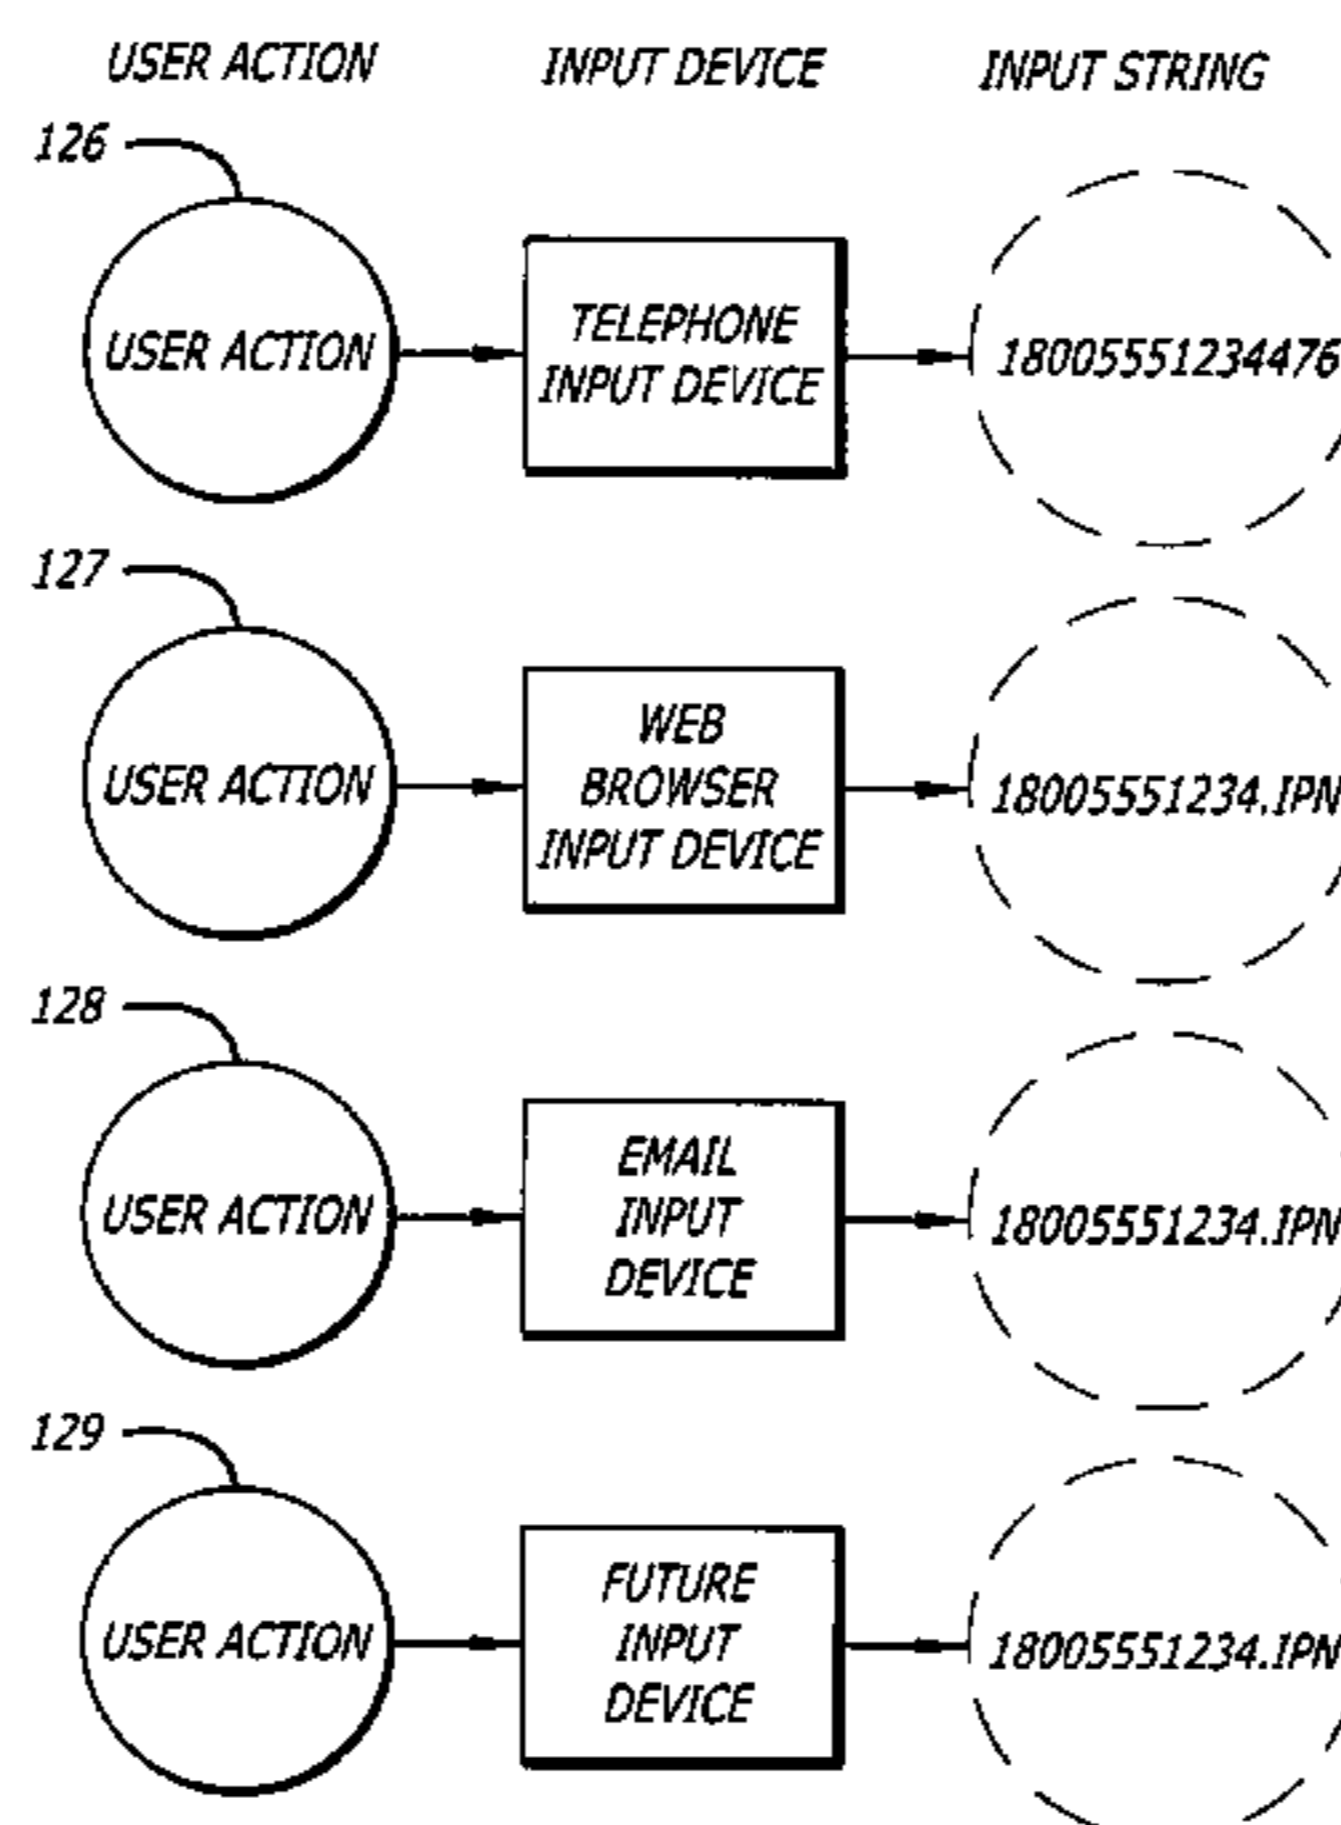 USER ACTION INPUT DEVICE INPUT STRING
126
USER ACTION
TELEPHONE
INPUT DEVICE
18005551234476
127
USER ACTION
WEB
BROWSER
INPUT DEVICE
18005551234.IPN
128
USER ACTION
EMAIL
INPUT
DEVICE
18005551234.IPN
129
USER ACTION
FUTURE
INPUT
DEVICE
18005551234.IPN